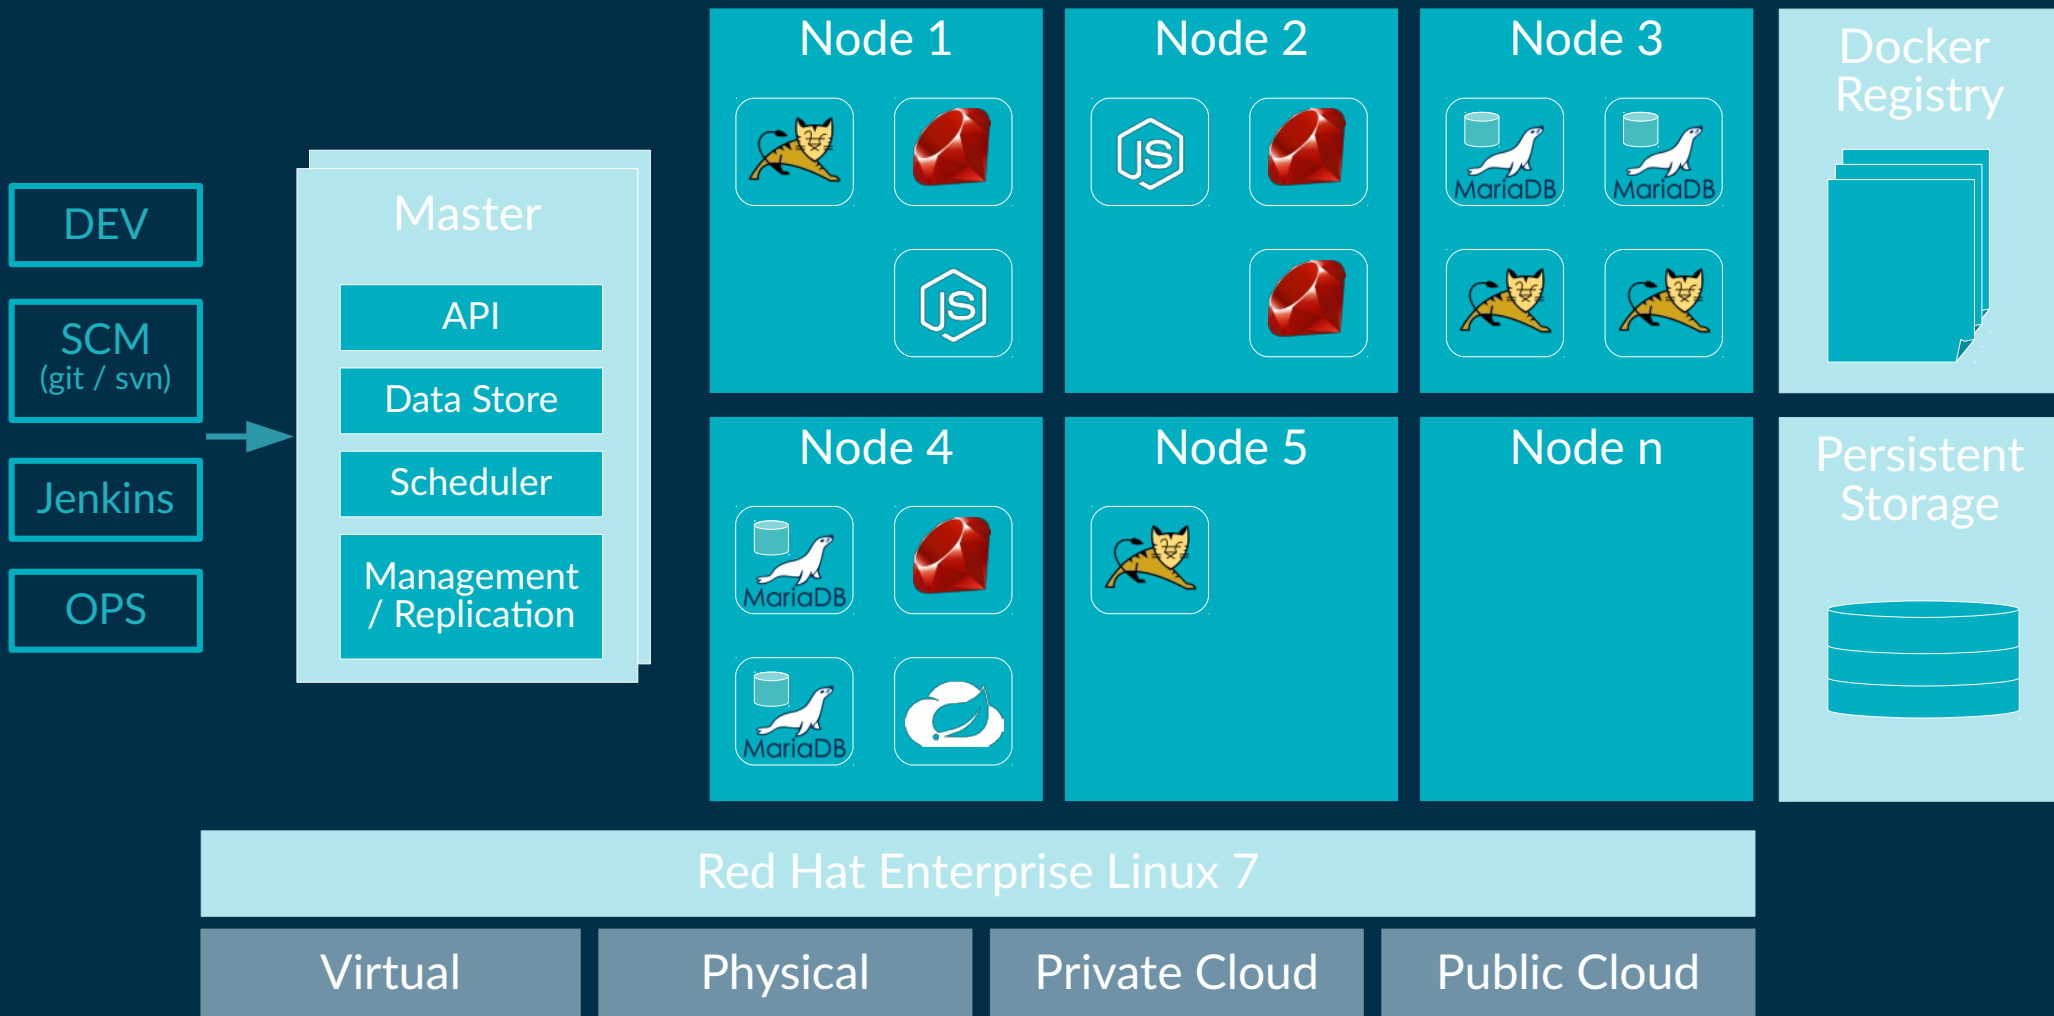 DEV
SCM
(git / svn)
Jenkins
OPS
Master
API
Data Store
Scheduler
Management
/ Replication
Node 1
JS
Node 2
JS
Node 3
MariaDB
MariaDB
Node 4
MariaDB
MariaDB
Node 5
Node n
Docker
Registry
Persistent
Storage
Red Hat Enterprise Linux 7
Virtual
Physical
Private Cloud
Public Cloud